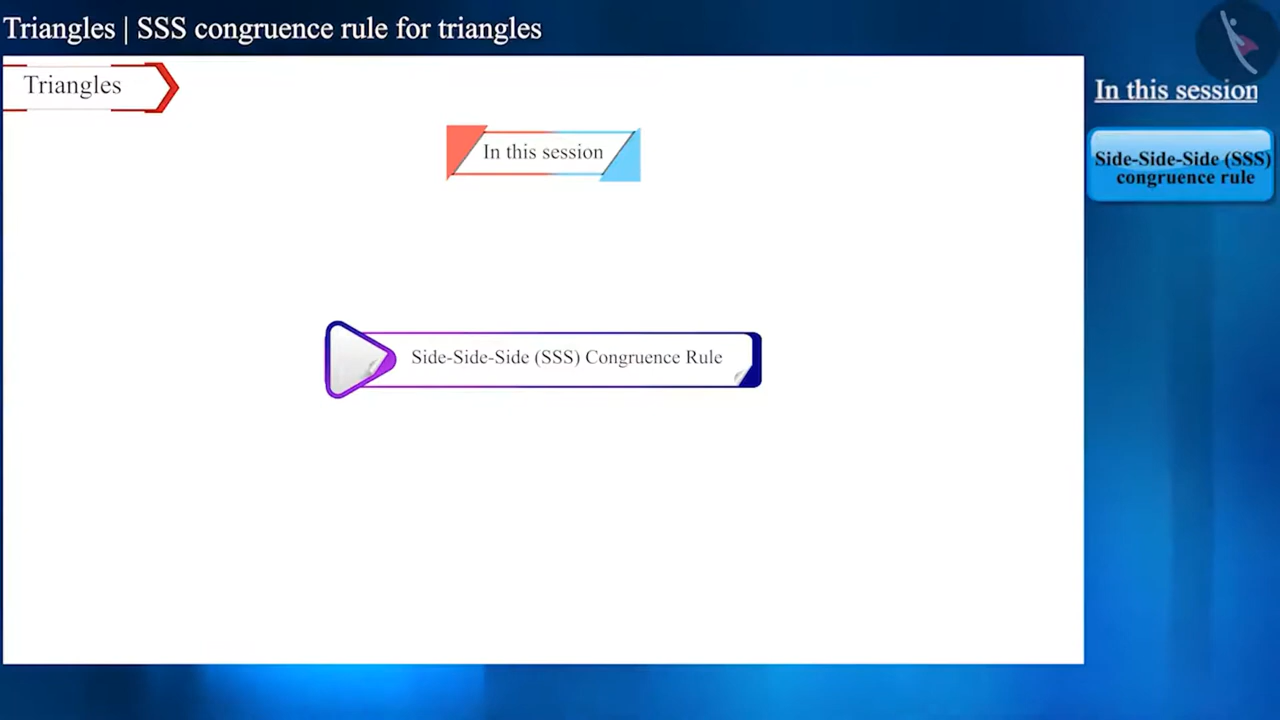 Triangles | SSS congruence rule for triangles
Triangles
In this session
Side-Side-Side (SSS) Congruence Rule
In this session
Side-Side-Side (SSS)
congruence rule